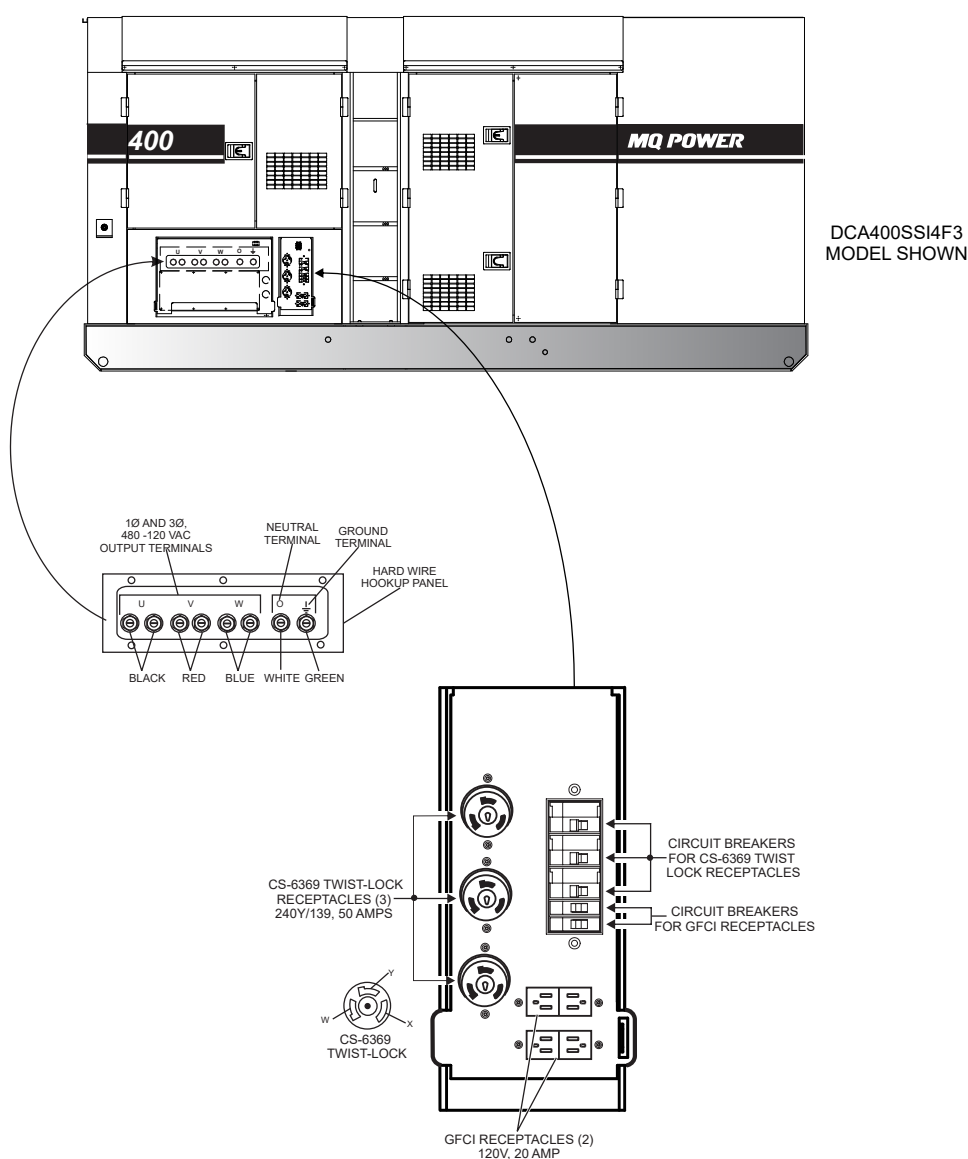 400
MQ POWER
DCA400SSI4F3
MODEL SHOWN
U V W O
1Ø AND 3Ø,
480 -120 VAC
OUTPUT TERMINALS
NEUTRAL
TERMINAL
GROUND
TERMINAL
HARD WIRE
HOOKUP PANEL
U V W O
BLACK RED BLUE WHITE GREEN
CS-6369 TWIST-LOCK
RECEPTACLES (3)
240Y/139, 50 AMPS
CIRCUIT BREAKERS
FOR CS-6369 TWIST
LOCK RECEPTACLES
CIRCUIT BREAKERS
FOR GFCI RECEPTACLES
Y
W
X
CS-6369
TWIST-LOCK
GFCI RECEPTACLES (2)
120V, 20 AMP